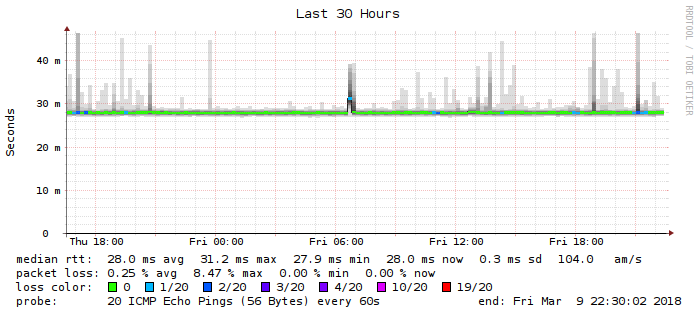 Last 30 Hours
RRDTOOL / TOBI OETIKER
Seconds
40 m
30 m
20 m
10 m
0
Thu 18:00 Fri 00:00 Fri 06:00 Fri 12:00 Fri 18:00
median rtt: 28.0 ms avg 31.2 ms max 27.9 ms min 28.0 ms now 0.3 ms sd 104.0 am/s
packet loss: 0.25 % avg 8.47 % max 0.00 % min 0.00 % now
loss color: 0 1/20 2/20 3/20 4/20 10/20 19/20
probe: 20 ICMP Echo Pings (56 Bytes) every 60s end: Fri Mar 9 22:30:02 2018